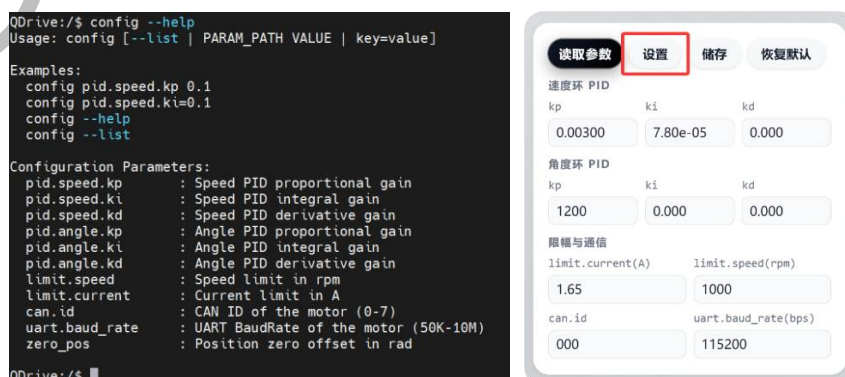 QDrive:/$ config --help
Usage: config [--list | PARAM_PATH VALUE | key=value]
Examples:
config pid.speed.kp 0.1
config pid.speed.ki=0.1
config --help
config --list
Configuration Parameters:
pid.speed.kp : Speed PID proportional gain
pid.speed.ki : Speed PID integral gain
pid.speed.kd : Speed PID derivative gain
pid.angle.kp : Angle PID proportional gain
pid.angle.ki : Angle PID integral gain
pid.angle.kd : Angle PID derivative gain
limit.speed : Speed limit in rpm
limit.current : Current limit in A
can.id : CAN ID of the motor (0-7)
uart.baud_rate : UART BaudRate of the motor (50K-10M)
zero_pos : Position zero offset in rad
QDrive:/$
读取参数 设置 储存 恢复默认
速度环 PID
kp ki kd
0.00300 7.80e-05 0.000
角度环 PID
kp ki kd
1200 0.000 0.000
限幅与通信
limit.current(A) limit.speed(rpm)
1.65 1000
can.id uart.baud_rate(bps)
000 115200